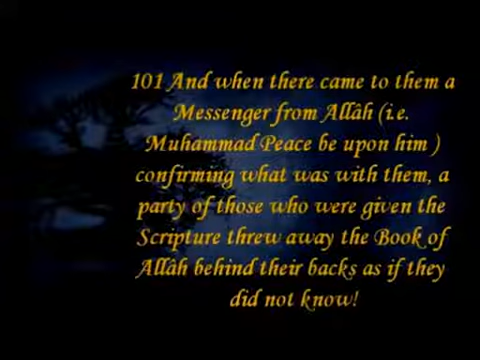 101 And when there came to them a
Messenger from Allâh (i.e.
Muhammad Peace be upon him )
confirming what was with them, a
party of those who were given the
Scripture threw away the Book of
Allâh behind their backs as if they
did not know!